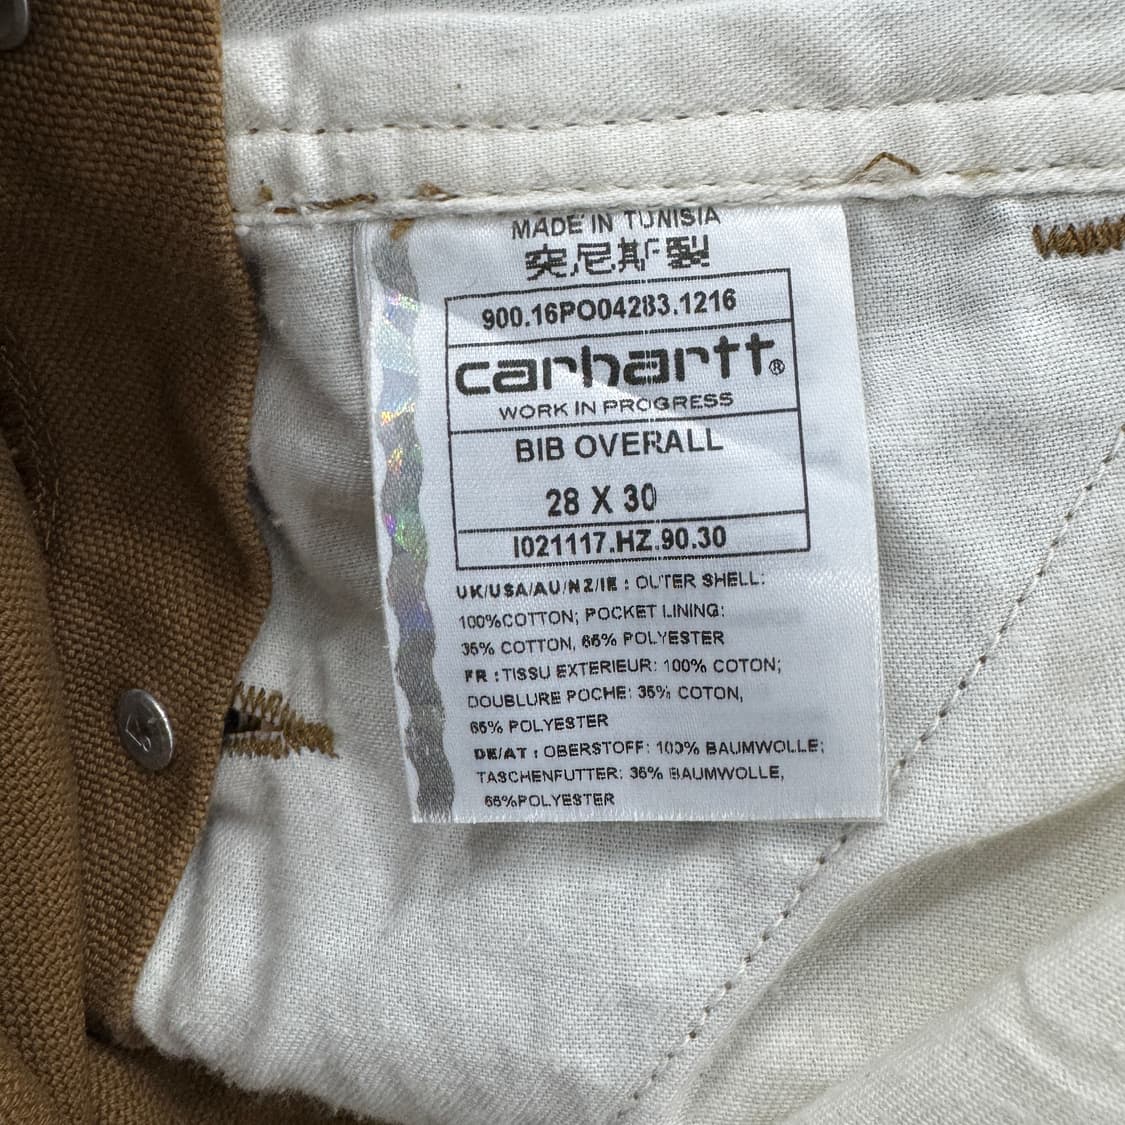 MADE IN TUNISIA
突尼斯製
900.16PO04283.1216
carhartt®
WORK IN PROGRESS
BIB OVERALL
28 X 30
I021117.HZ.90.30
UK/USA/AU/NZ/IE : OUTER SHELL:
100%COTTON; POCKET LINING:
35% COTTON, 65% POLYESTER
FR : TISSU EXTERIEUR: 100% COTON;
DOUBLURE POCHE: 35% COTON,
65% POLYESTER
DE/AT : OBERSTOFF: 100% BAUMWOLLE;
TASCHENFUTTER: 35% BAUMWOLLE,
65%POLYESTER